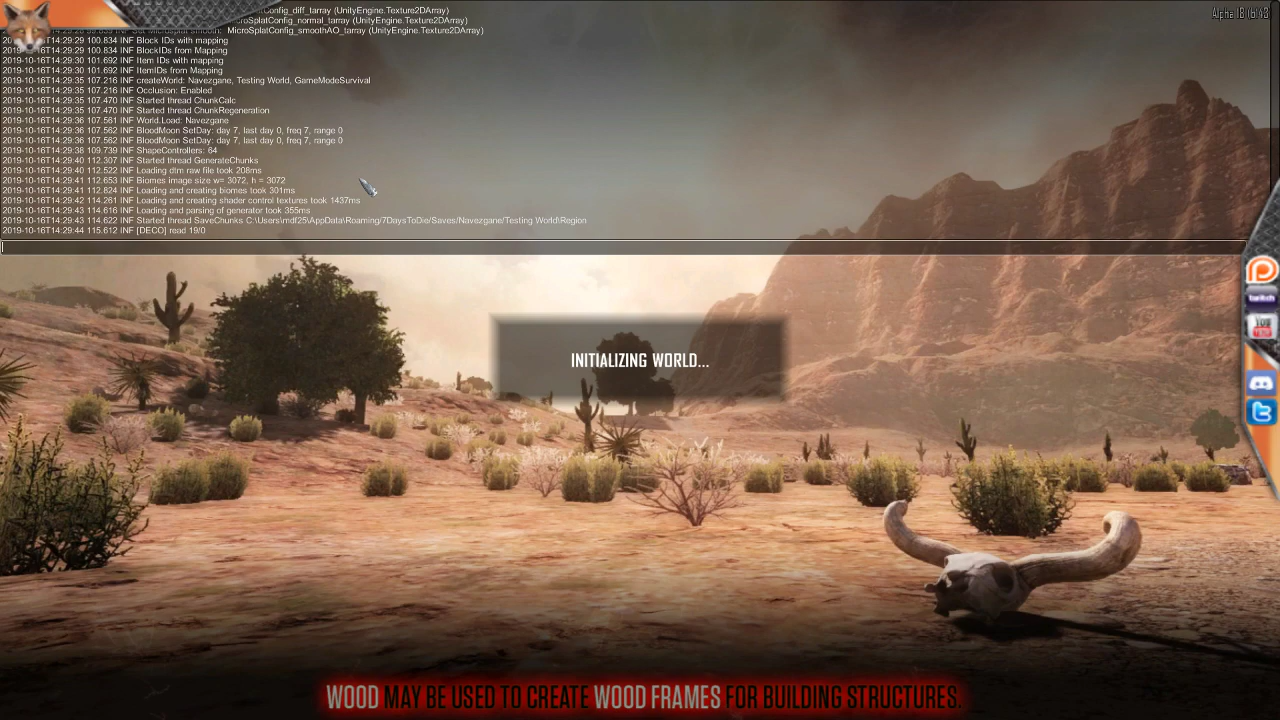 Config_diff_tarray (UnityEngine.Texture2DArray)
MicroSplatConfig_normal_tarray (UnityEngine.Texture2DArray)
MicroSplatConfig_smoothAO_tarray (UnityEngine.Texture2DArray)
Alpha 18 (b143
2019-10-16T14:29:29 100.834 INF Block IDs with mapping
2019-10-16T14:29:29 100.834 INF BlockIDs from Mapping
2019-10-16T14:29:30 101.692 INF Item IDs with mapping
2019-10-16T14:29:30 101.692 INF ItemIDs from Mapping
2019-10-16T14:29:35 107.216 INF createWorld: Navezgane, Testing World, GameModeSurvival
2019-10-16T14:29:35 107.216 INF Occlusion: Enabled
2019-10-16T14:29:35 107.470 INF Started thread ChunkCalc
2019-10-16T14:29:35 107.470 INF Started thread ChunkRegeneration
2019-10-16T14:29:36 107.561 INF World.Load: Navezgane
2019-10-16T14:29:36 107.562 INF BloodMoon SetDay: day 7, last day 0, freq 7, range 0
2019-10-16T14:29:36 107.562 INF BloodMoon SetDay: day 7, last day 0, freq 7, range 0
2019-10-16T14:29:38 109.739 INF ShapeControllers: 64
2019-10-16T14:29:40 112.307 INF Started thread GenerateChunks
2019-10-16T14:29:40 112.527 INF Loading dtm raw file took 208ms
2019-10-16T14:29:41 112.653 INF Biomes image size w= 3072, h = 3072
2019-10-16T14:29:41 112.824 INF Loading and creating biomes took 301ms
2019-10-16T14:29:42 114.261 INF Loading and creating shader control textures took 1437ms
2019-10-16T14:29:43 114.616 INF Loading and parsing of generator took 355ms
2019-10-16T14:29:43 114.622 INF Started thread SaveChunks C:\Users\mdf25\AppData\Roaming/7DaysToDie/Saves/Navezgane/Testing World\Region
2019-10-16T14:29:44 115.612 INF [DECO] read 19/0
twitch
You
INITIALIZING WORLD...
WOOD MAY BE USED TO CREATE WOOD FRAMES FOR BUILDING STRUCTURES.